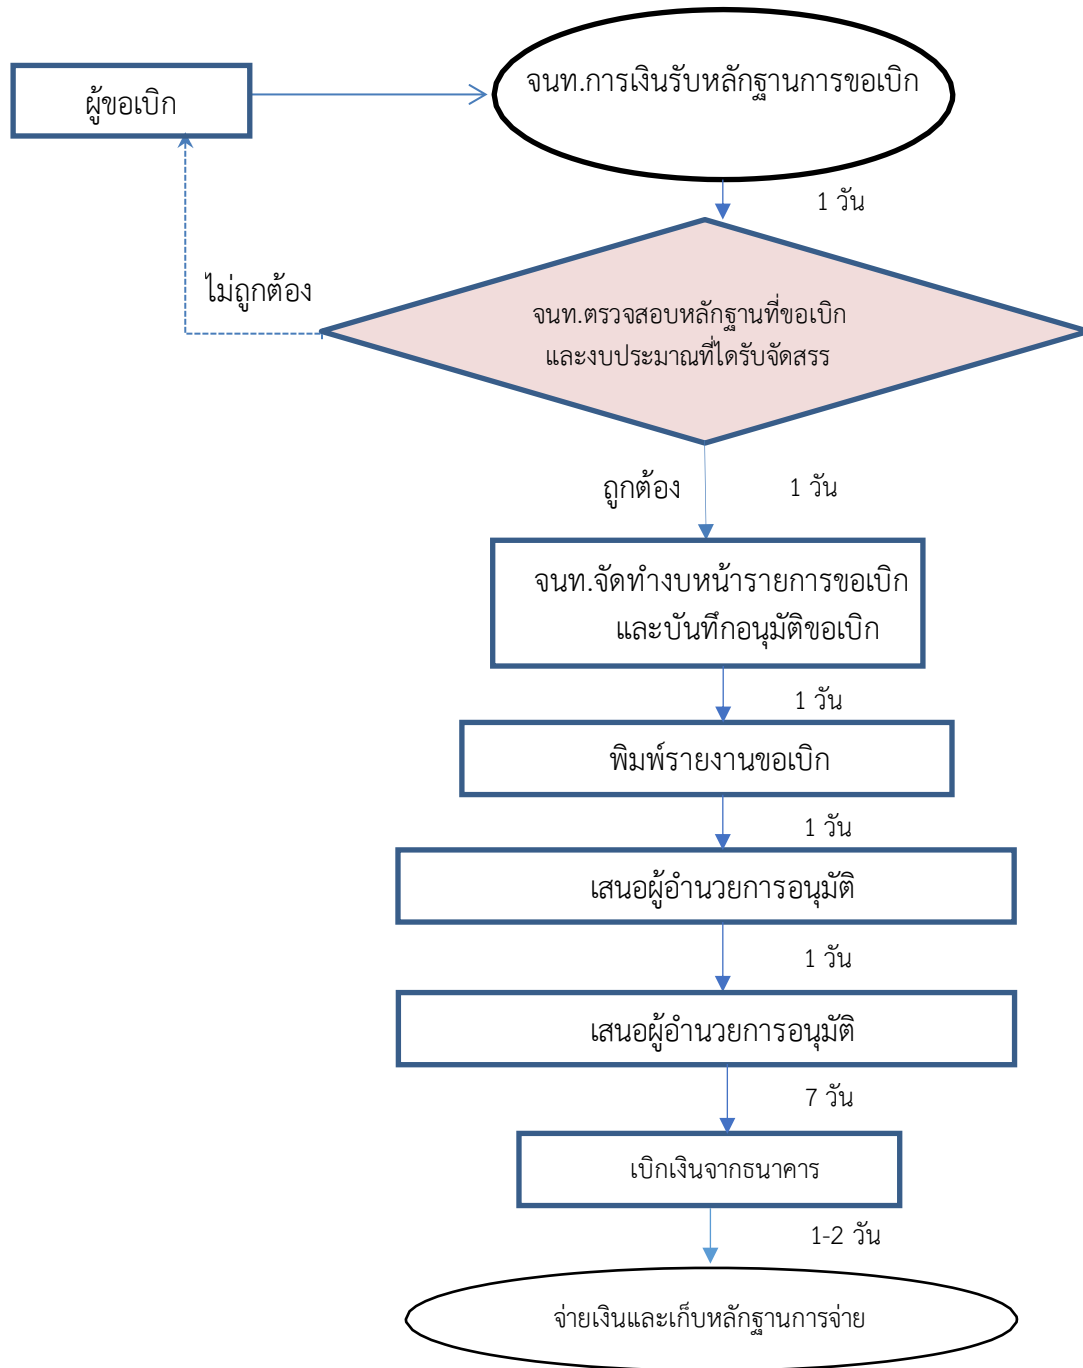 จนท.การเงินรับหลักฐานการขอเบิก
ผู้ขอเบิก
1 วัน
ไม่ถูกต้อง
จนท.ตรวจสอบหลักฐานที่ขอเบิก
และงบประมาณที่ไดรับจัดสรร
ถูกต้อง
1 วัน
จนท.จัดทำงบหน้ารายการขอเบิก
และบันทึกอนุมัติขอเบิก
1 วัน
พิมพ์รายงานขอเบิก
1 วัน
เสนอผู้อำนวยการอนุมัติ
1 วัน
เสนอผู้อำนวยการอนุมัติ
7 วัน
เบิกเงินจากธนาคาร
1-2 วัน
จ่ายเงินและเก็บหลักฐานการจ่าย